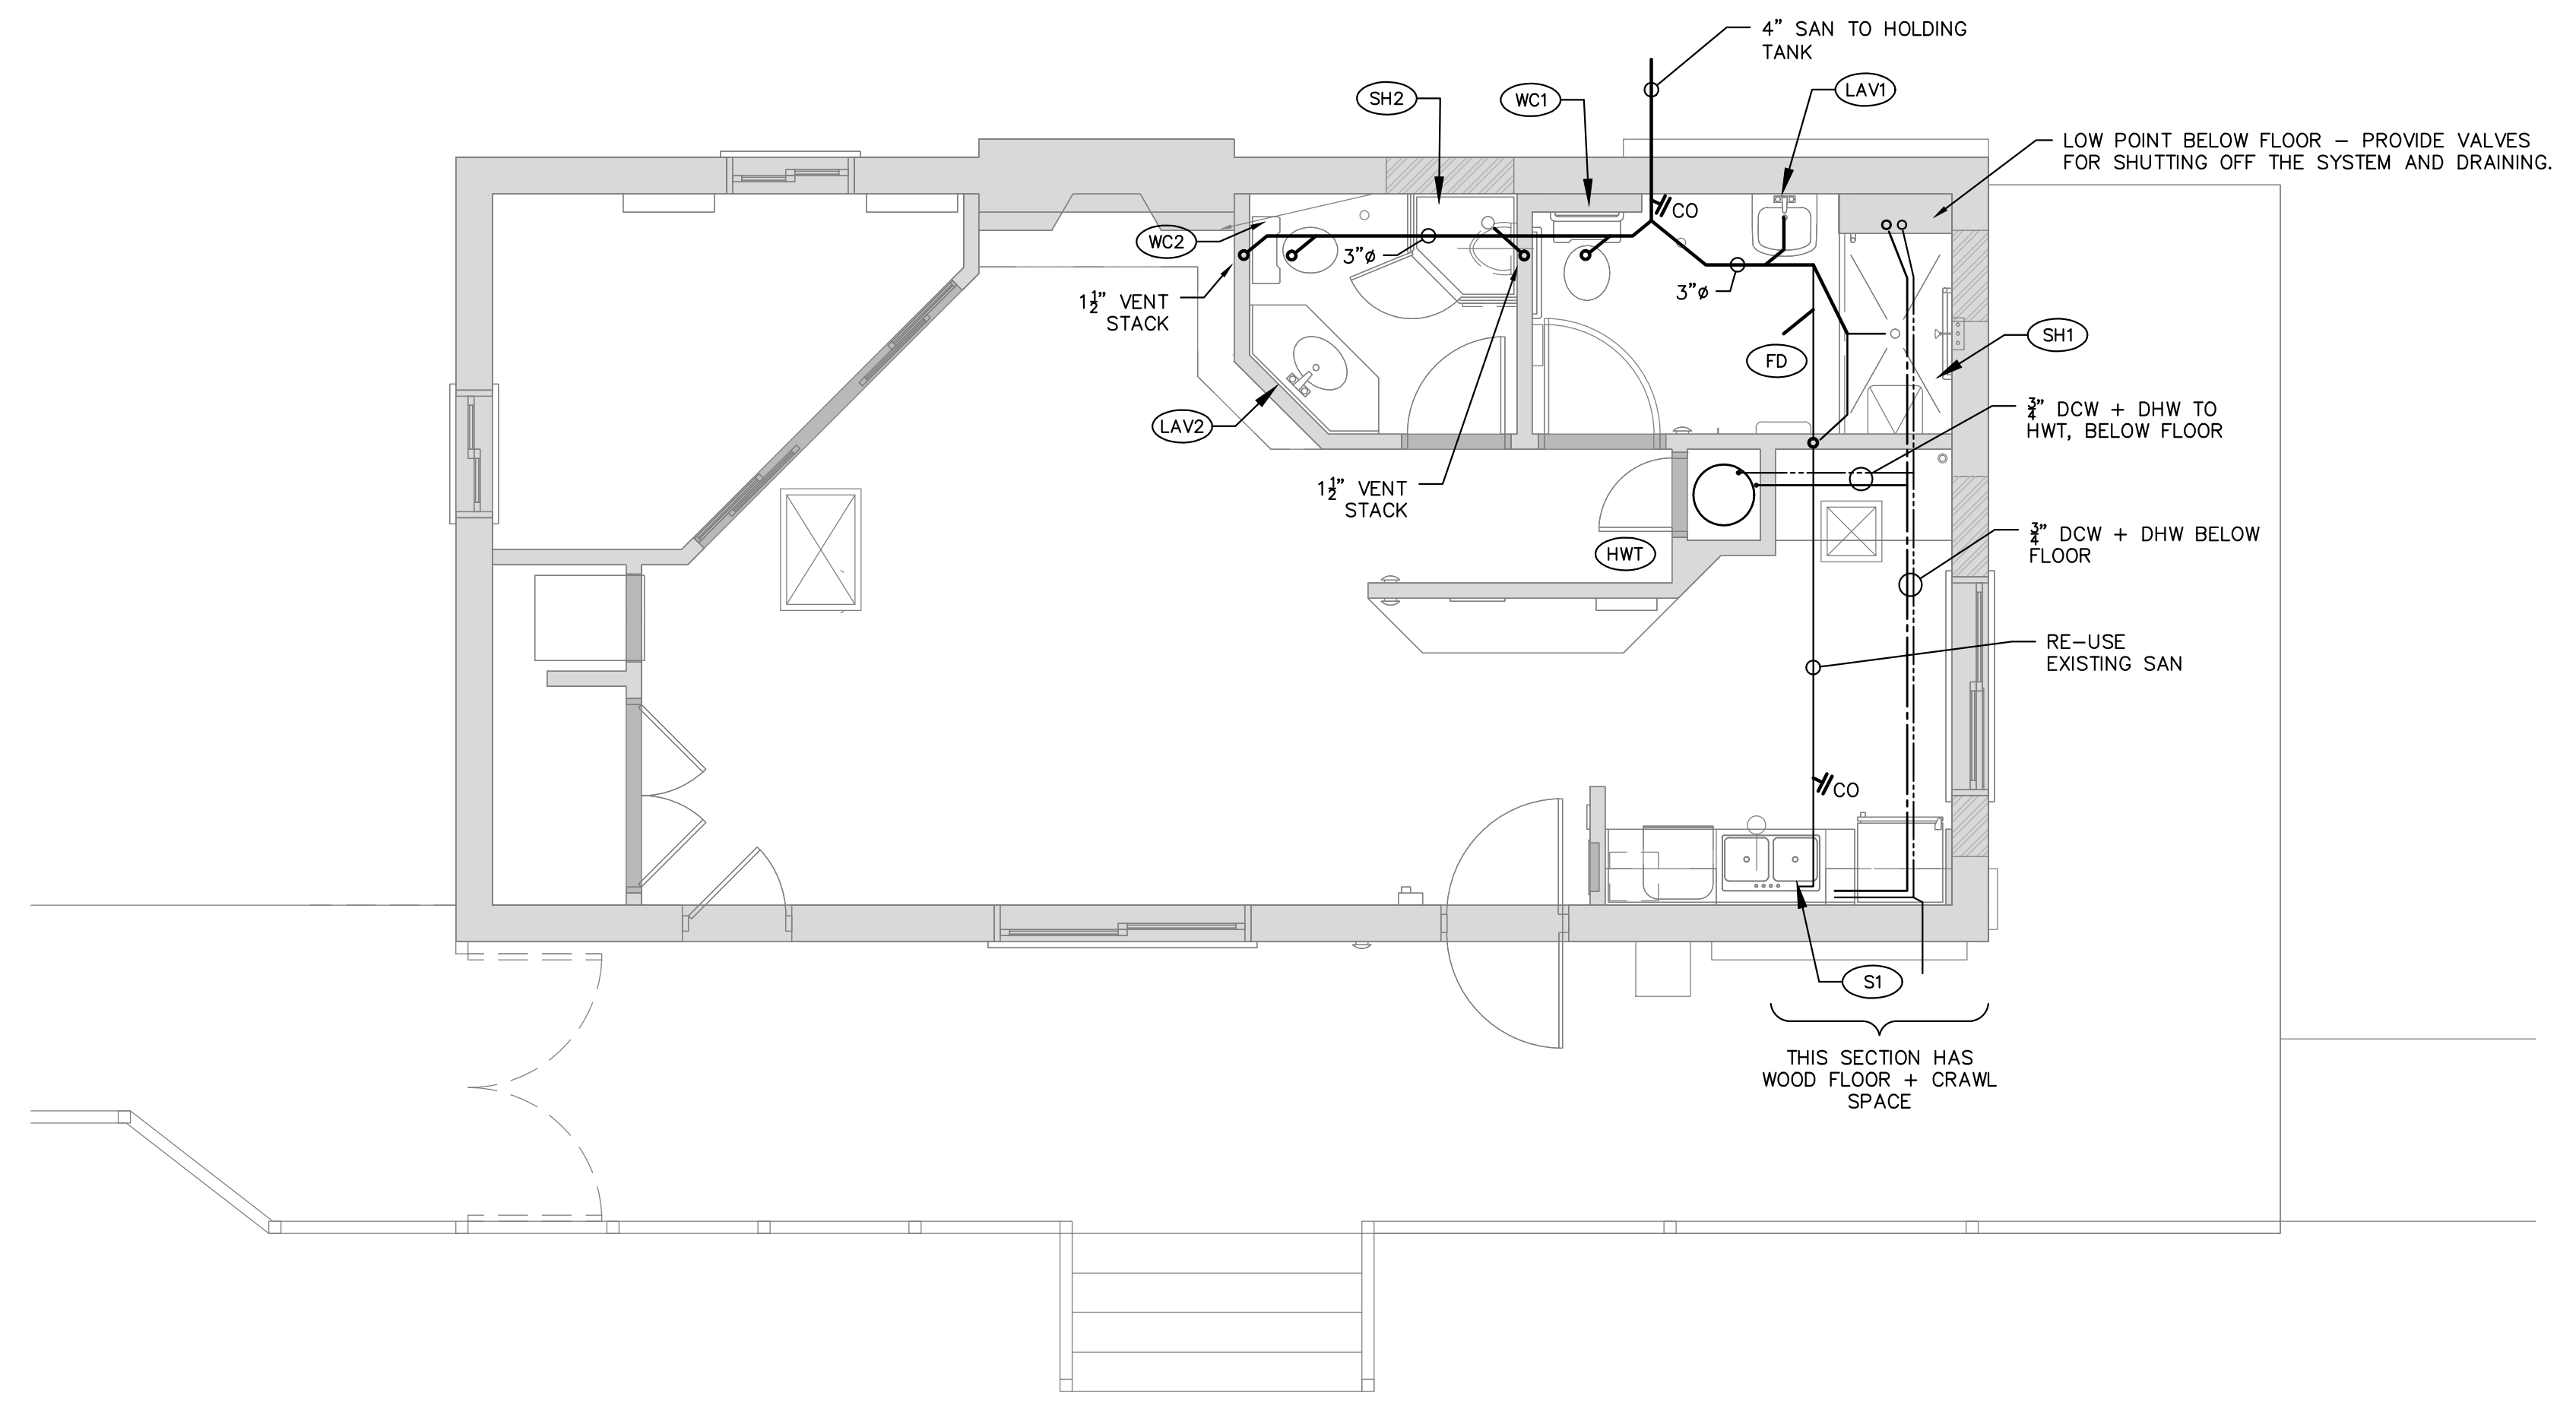 4" SAN TO HOLDING
TANK
SH2
WC1
LAV1
LOW POINT BELOW FLOOR – PROVIDE VALVES
FOR SHUTTING OFF THE SYSTEM AND DRAINING.
CO
WC2
3"ø
3"ø
1½" VENT
STACK
SH1
FD
LAV2
¾" DCW + DHW TO
HWT, BELOW FLOOR
1½" VENT
STACK
HWT
¾" DCW + DHW BELOW
FLOOR
RE–USE
EXISTING SAN
CO
S1
THIS SECTION HAS
WOOD FLOOR + CRAWL
SPACE